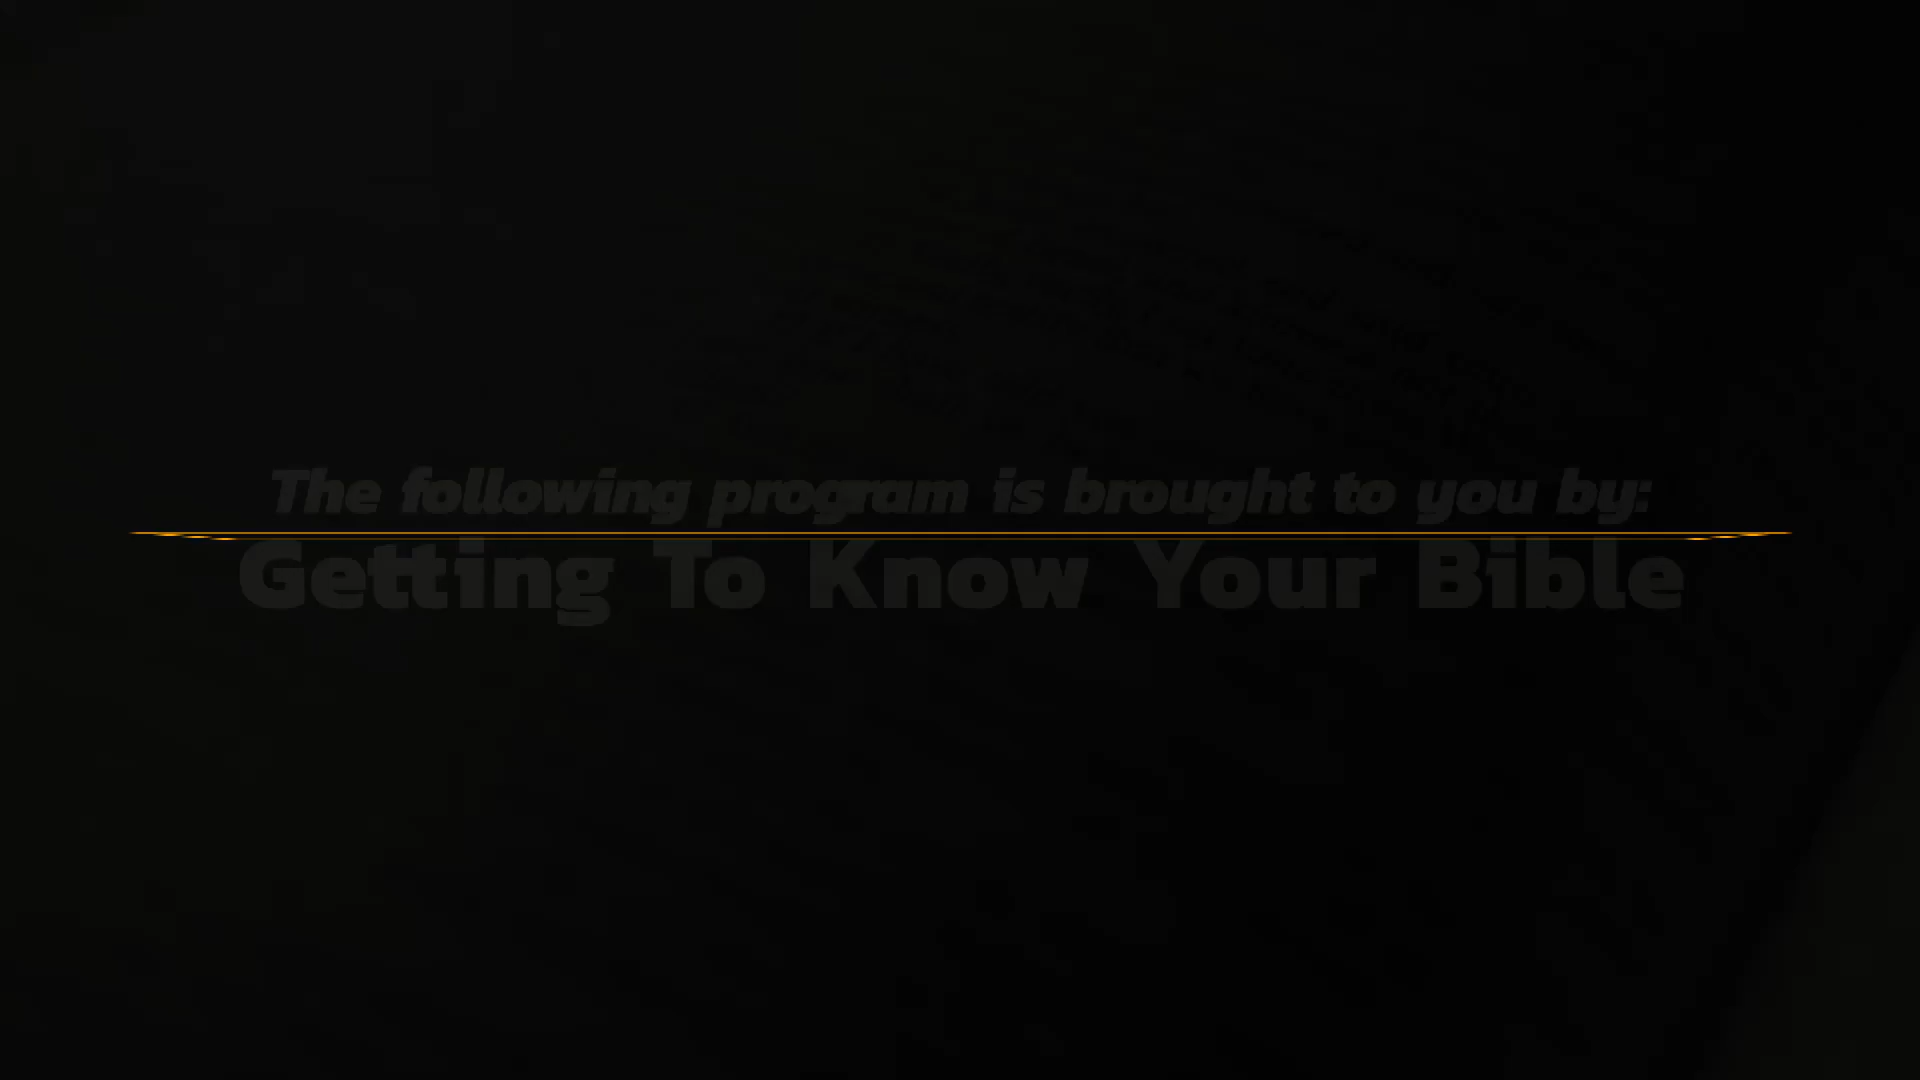 The following program is brought to you by:
Getting To Know Your Bible